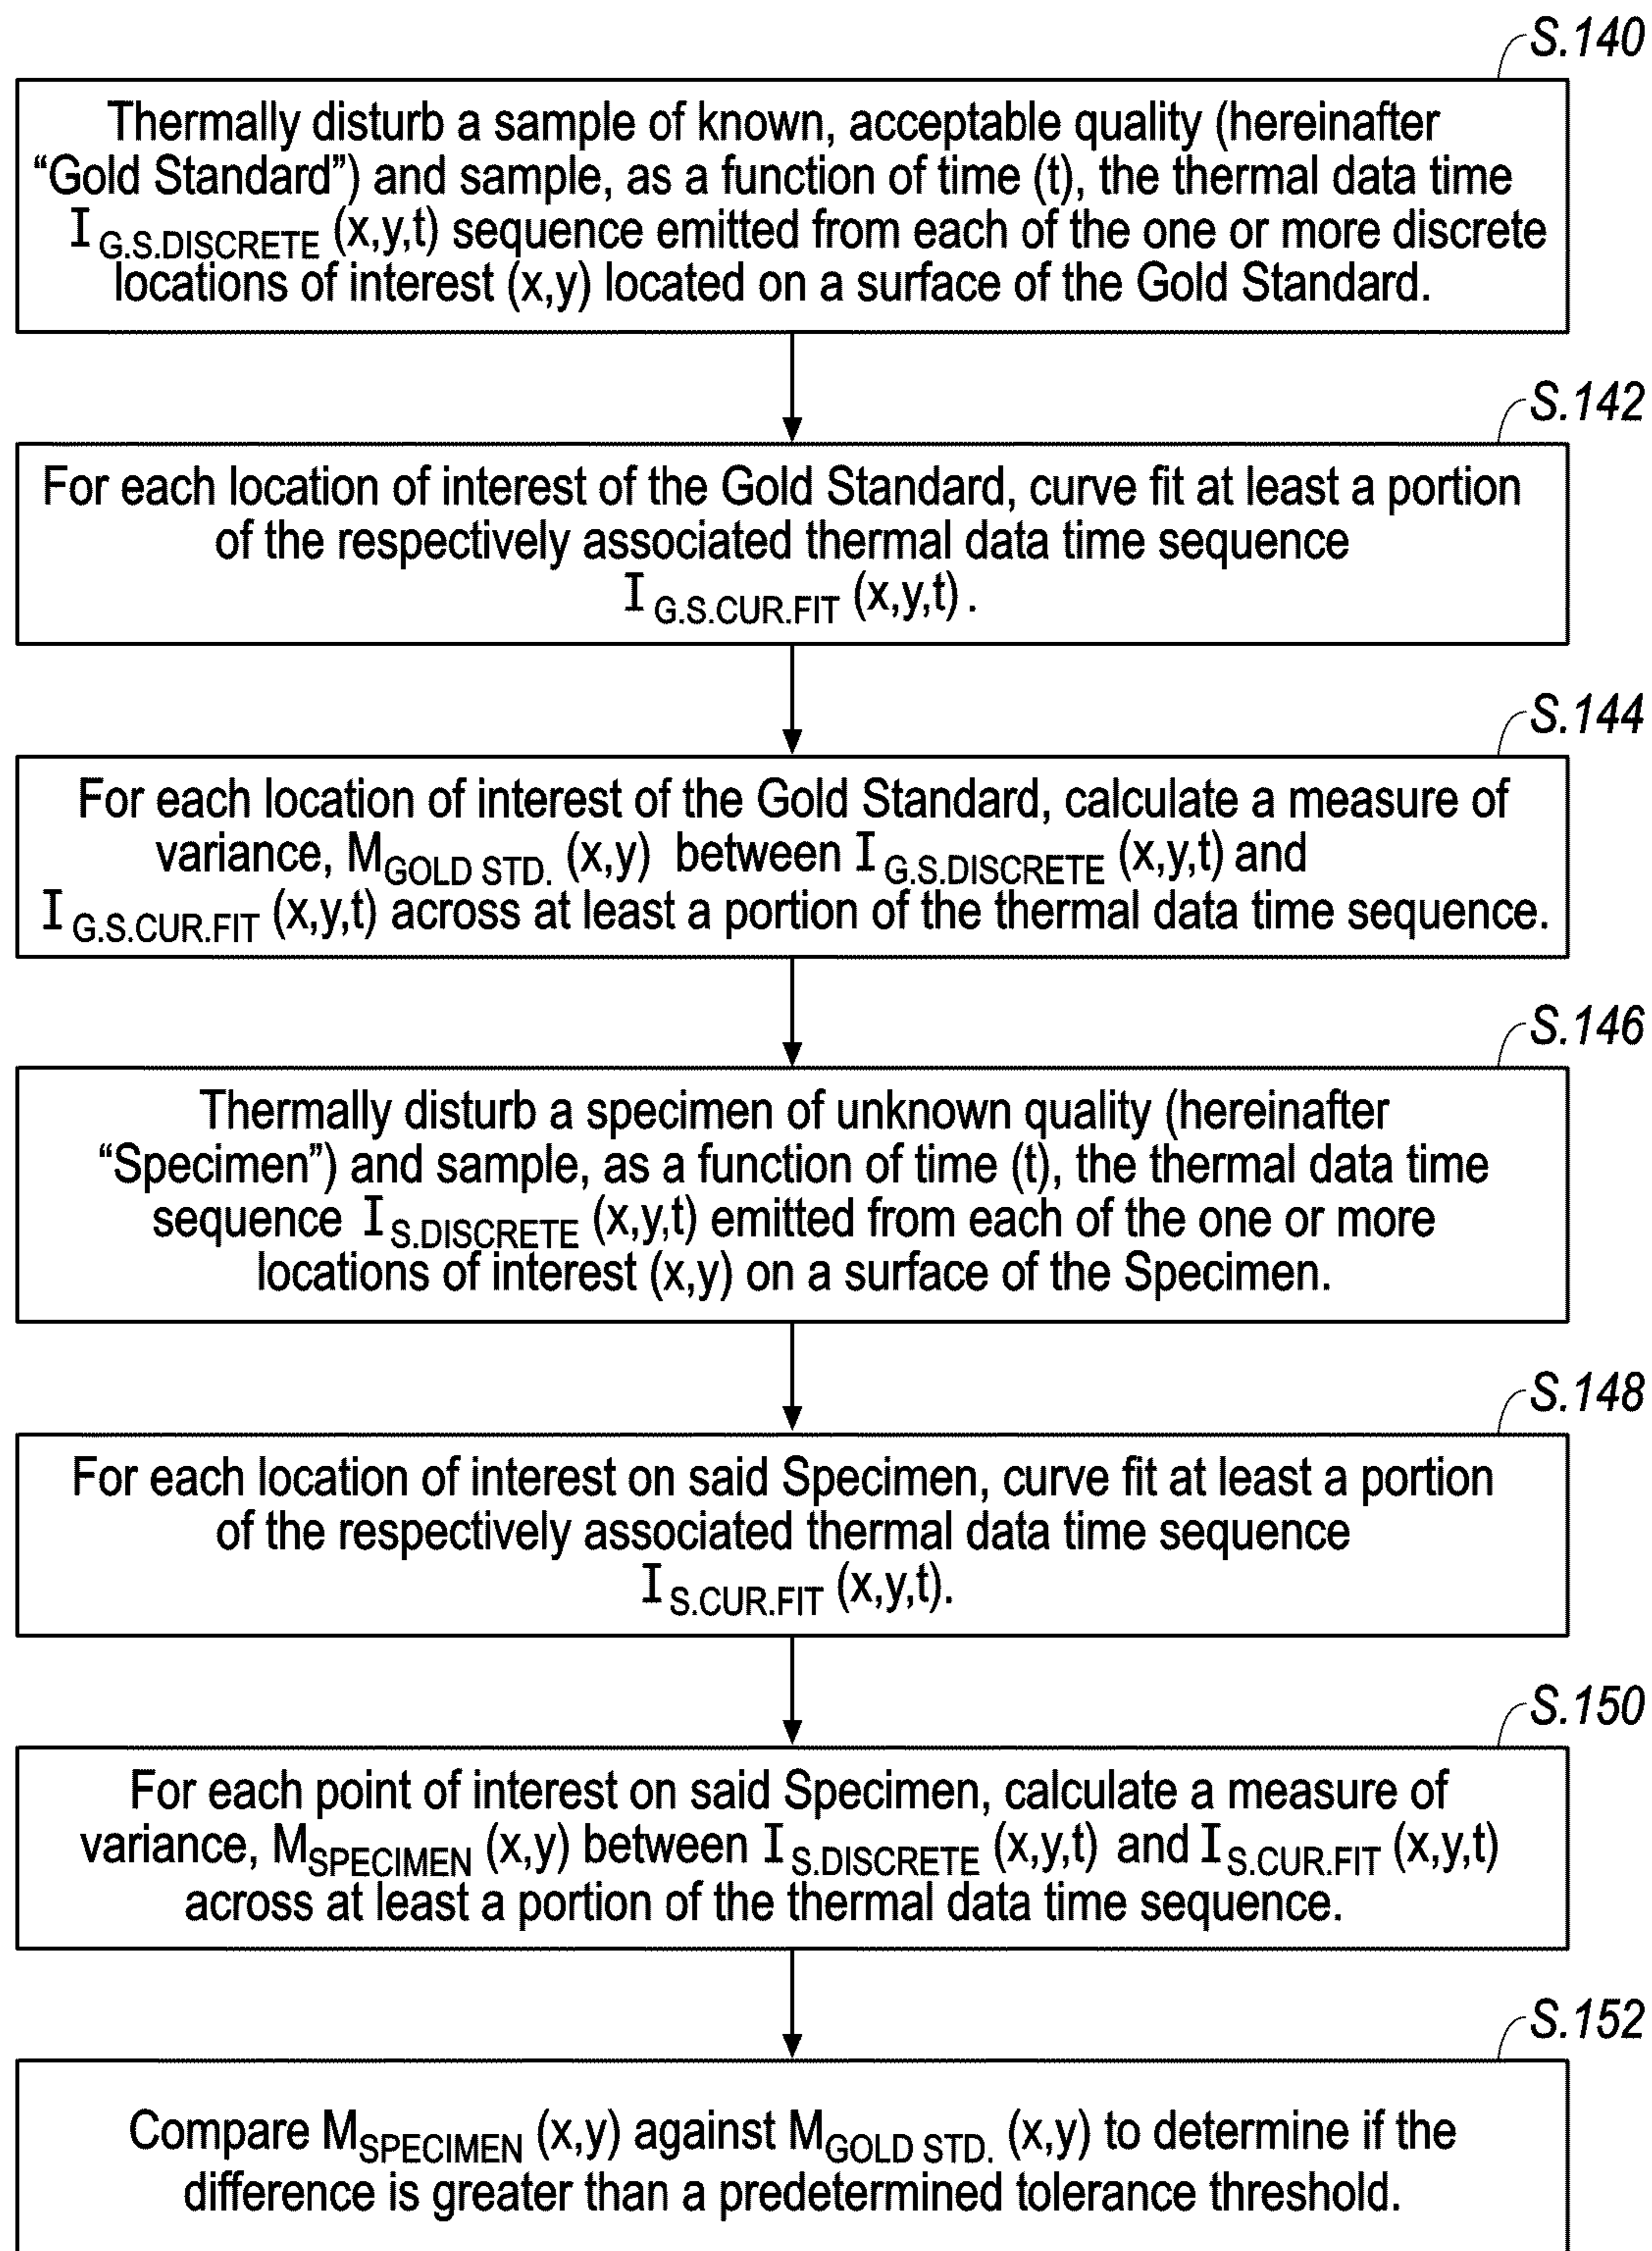 S.140
Thermally disturb a sample of known, acceptable quality (hereinafter
“Gold Standard”) and sample, as a function of time (t), the thermal data time
I G.S.DISCRETE (x,y,t) sequence emitted from each of the one or more discrete
locations of interest (x,y) located on a surface of the Gold Standard.
S.142
For each location of interest of the Gold Standard, curve fit at least a portion
of the respectively associated thermal data time sequence
I G.S.CUR.FIT (x,y,t).
S.144
For each location of interest of the Gold Standard, calculate a measure of
variance, MGOLD STD. (x,y) between I G.S.DISCRETE (x,y,t) and
I G.S.CUR.FIT (x,y,t) across at least a portion of the thermal data time sequence.
S.146
Thermally disturb a specimen of unknown quality (hereinafter
“Specimen”) and sample, as a function of time (t), the thermal data time
sequence I S.DISCRETE (x,y,t) emitted from each of the one or more
locations of interest (x,y) on a surface of the Specimen.
S.148
For each location of interest on said Specimen, curve fit at least a portion
of the respectively associated thermal data time sequence
I S.CUR.FIT (x,y,t).
S.150
For each point of interest on said Specimen, calculate a measure of
variance, MSPECIMEN (x,y) between I S.DISCRETE (x,y,t) and I S.CUR.FIT (x,y,t)
across at least a portion of the thermal data time sequence.
S.152
Compare MSPECIMEN (x,y) against MGOLD STD. (x,y) to determine if the
difference is greater than a predetermined tolerance threshold.